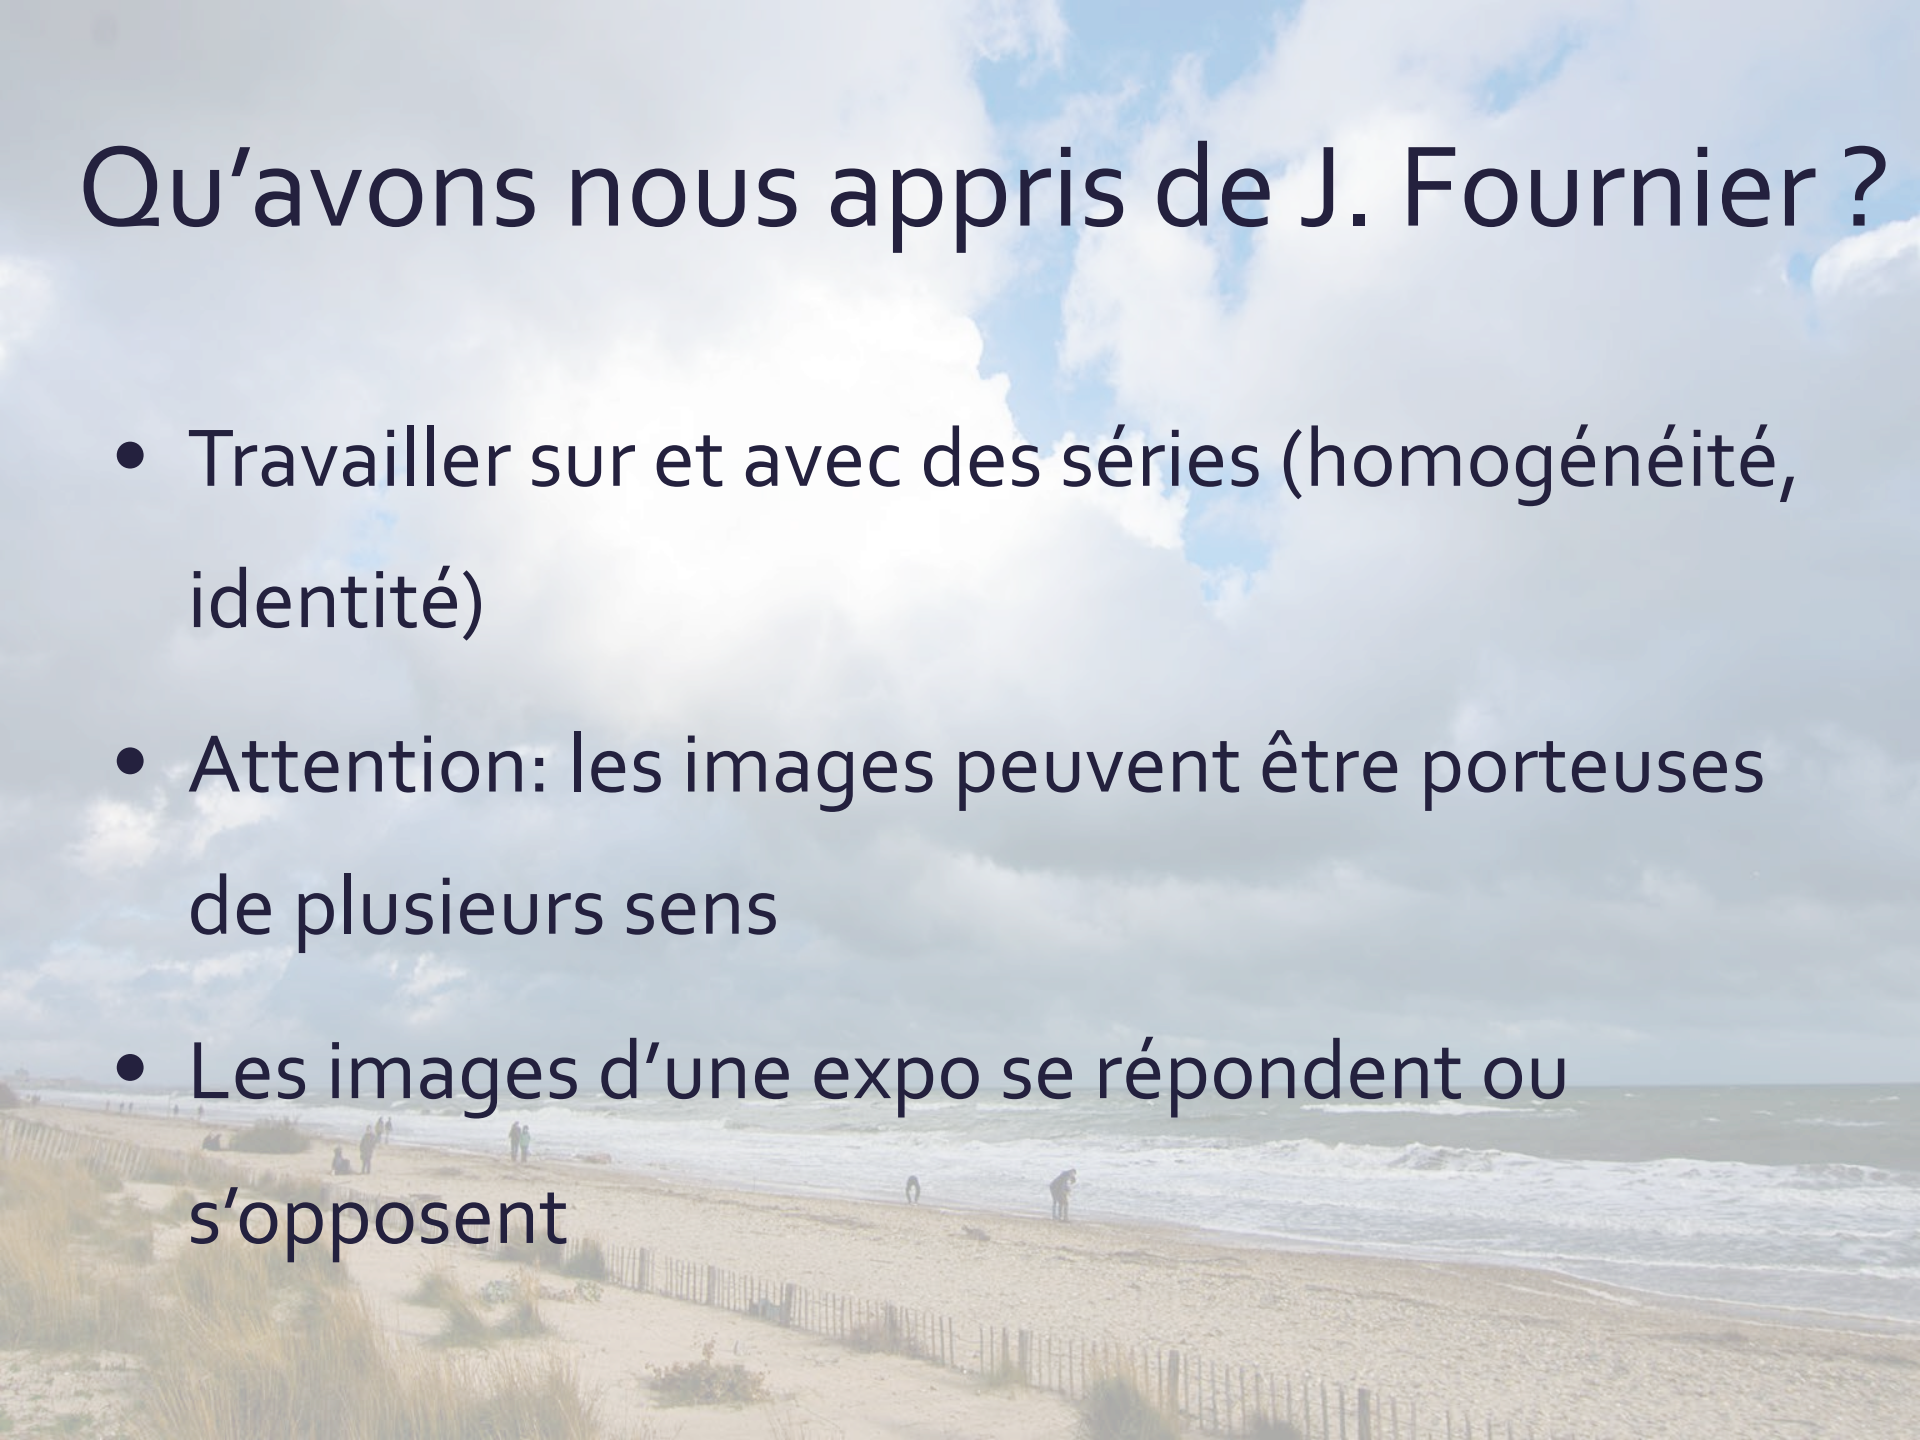 Qu’avons nous appris de J. Fournier ?
• Travailler sur et avec des séries (homogénéité,
identité)
• Attention: les images peuvent être porteuses
de plusieurs sens
• Les images d’une expo se répondent ou
s’opposent